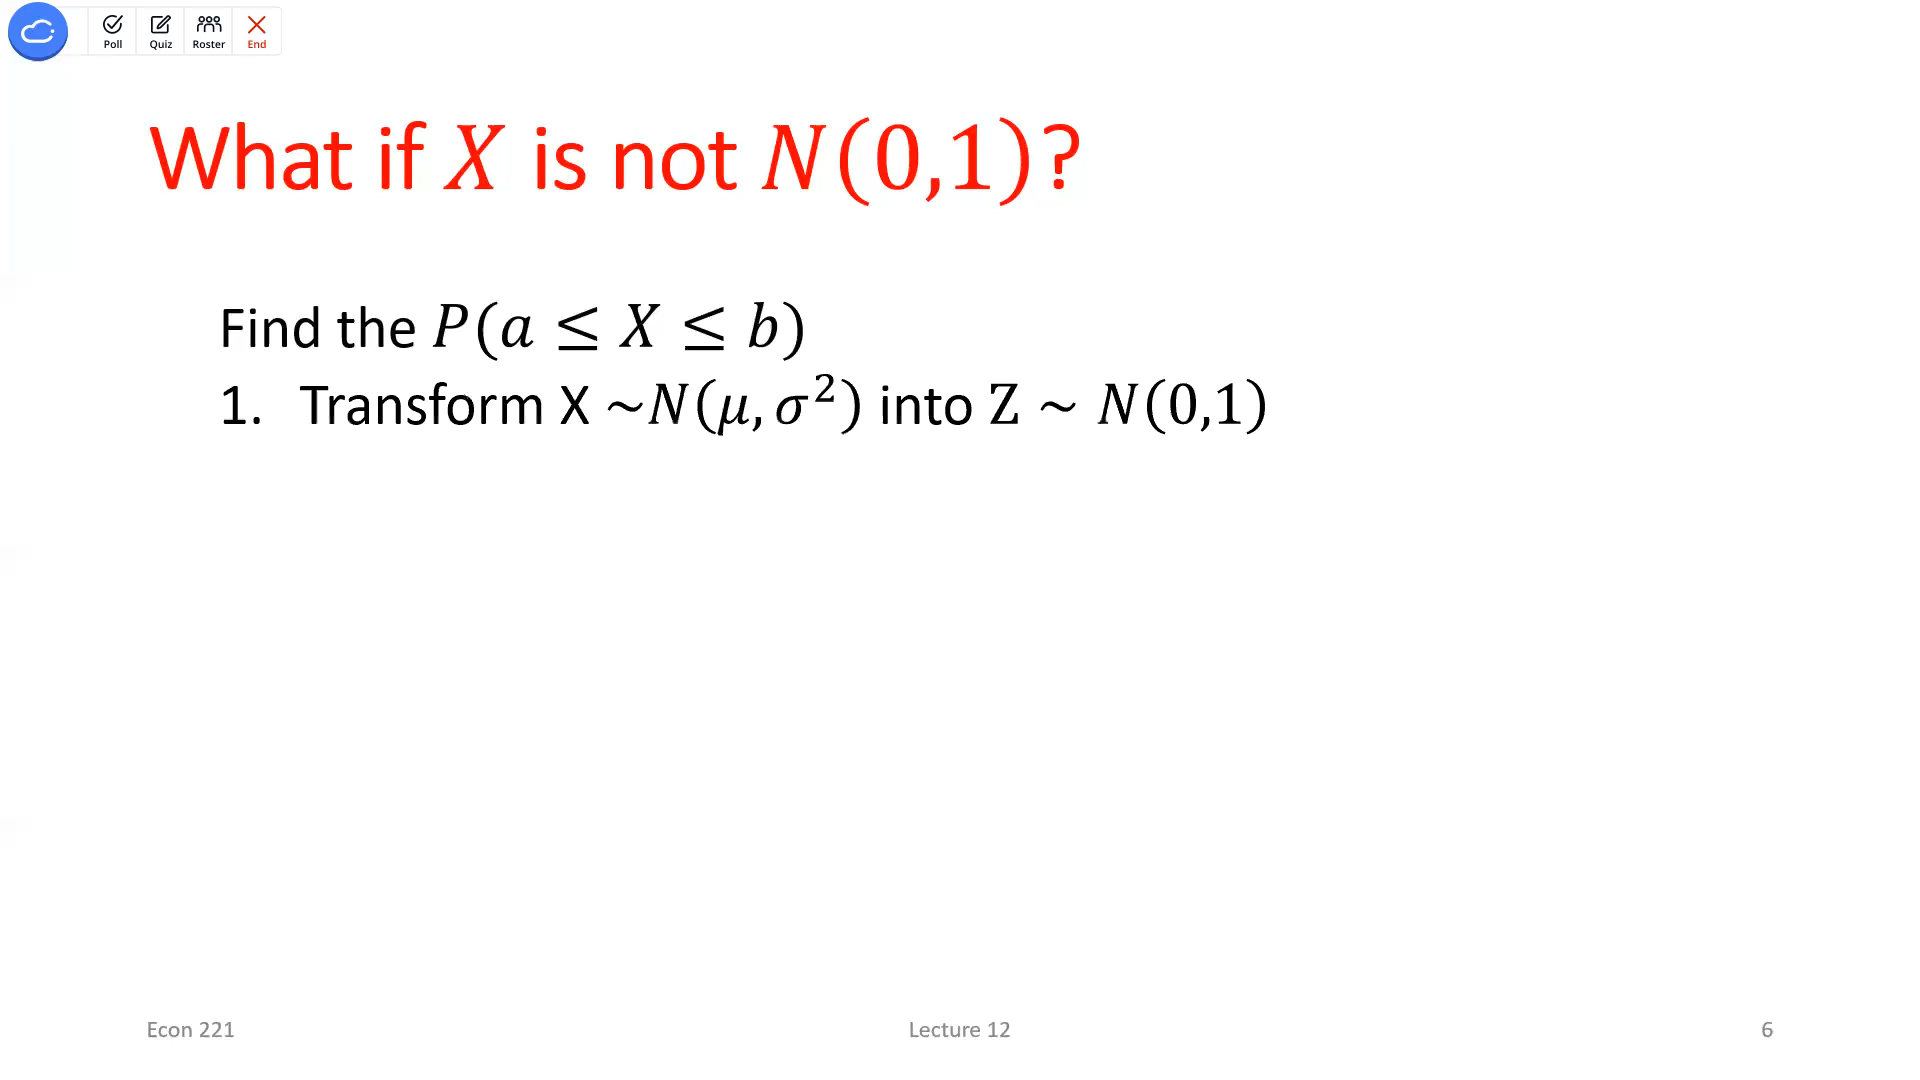 Poll Quiz Roster End
What if X is not N(0,1)?
Find the P(a ≤ X ≤ b)
1. Transform X ~N(μ, σ²) into Z ~ N(0,1)
Econ 221 Lecture 12 6